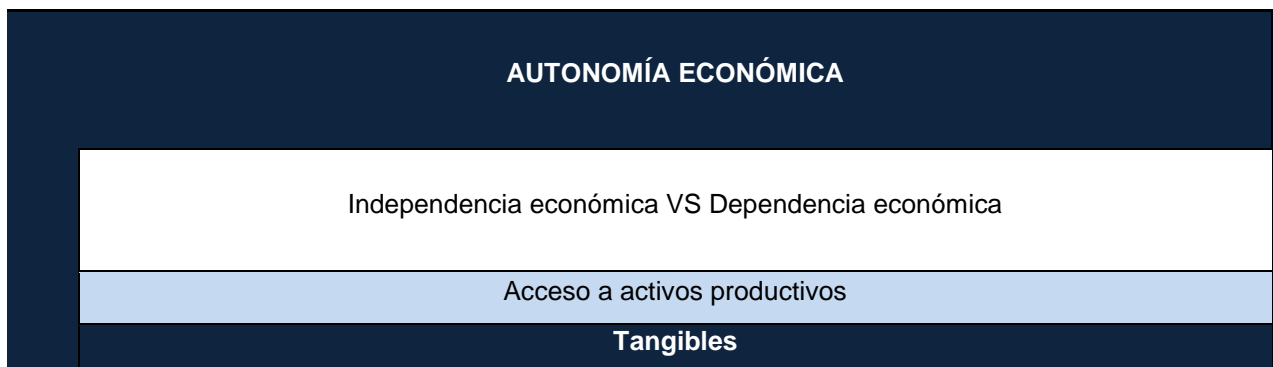 AUTONOMÍA ECONÓMICA
Independencia económica VS Dependencia económica
Acceso a activos productivos
Tangibles